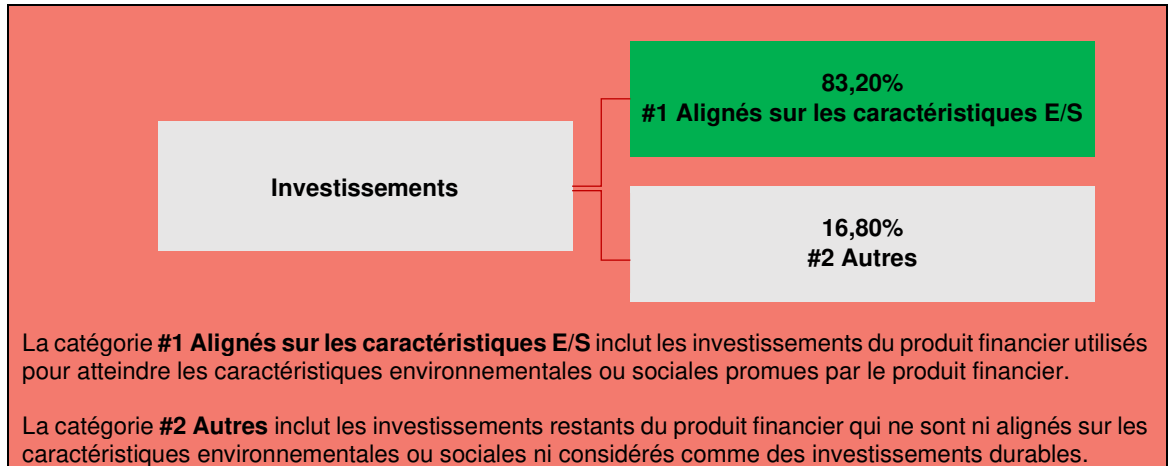 83,20%
#1 Alignés sur les caractéristiques E/S
Investissements
16,80%
#2 Autres
La catégorie #1 Alignés sur les caractéristiques E/S inclut les investissements du produit financier utilisés
pour atteindre les caractéristiques environnementales ou sociales promues par le produit financier.
La catégorie #2 Autres inclut les investissements restants du produit financier qui ne sont ni alignés sur les
caractéristiques environnementales ou sociales ni considérés comme des investissements durables.